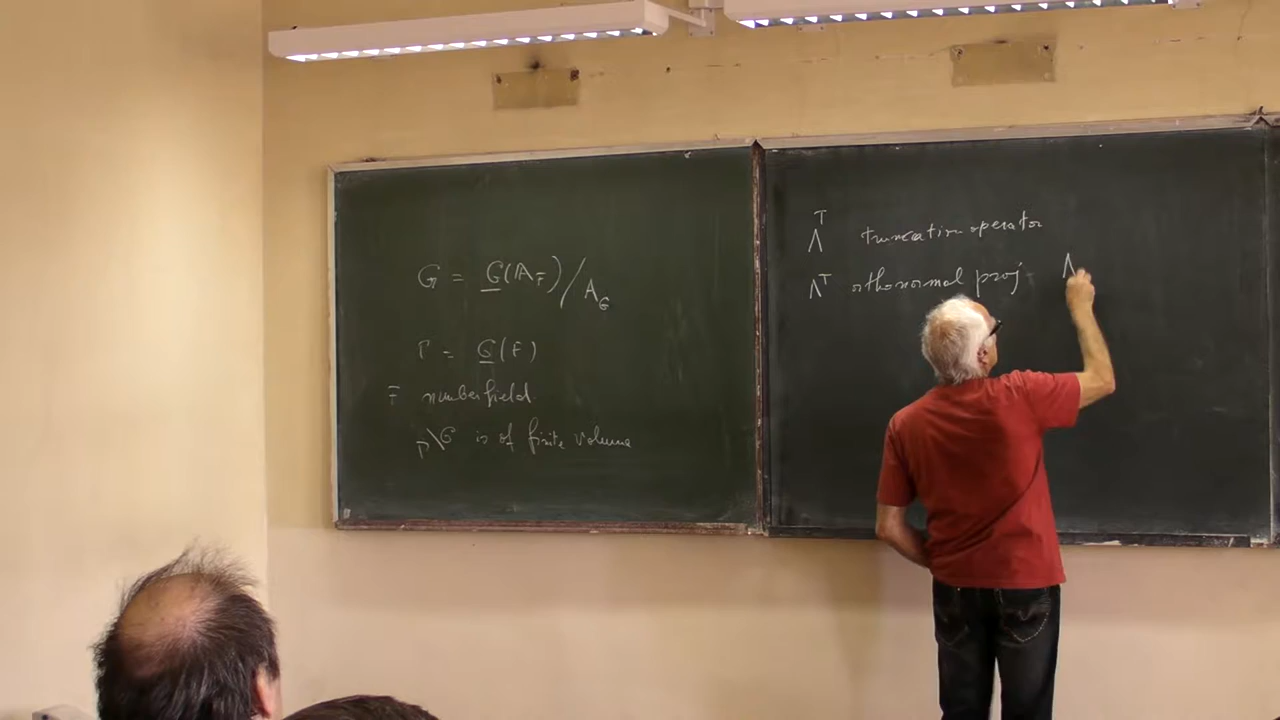 G = G(A_F)/A_G
Γ = G(F)
F number field.
Γ\G is of finite volume
Λ^T truncation operator
Λ^T orthonormal proj Λ